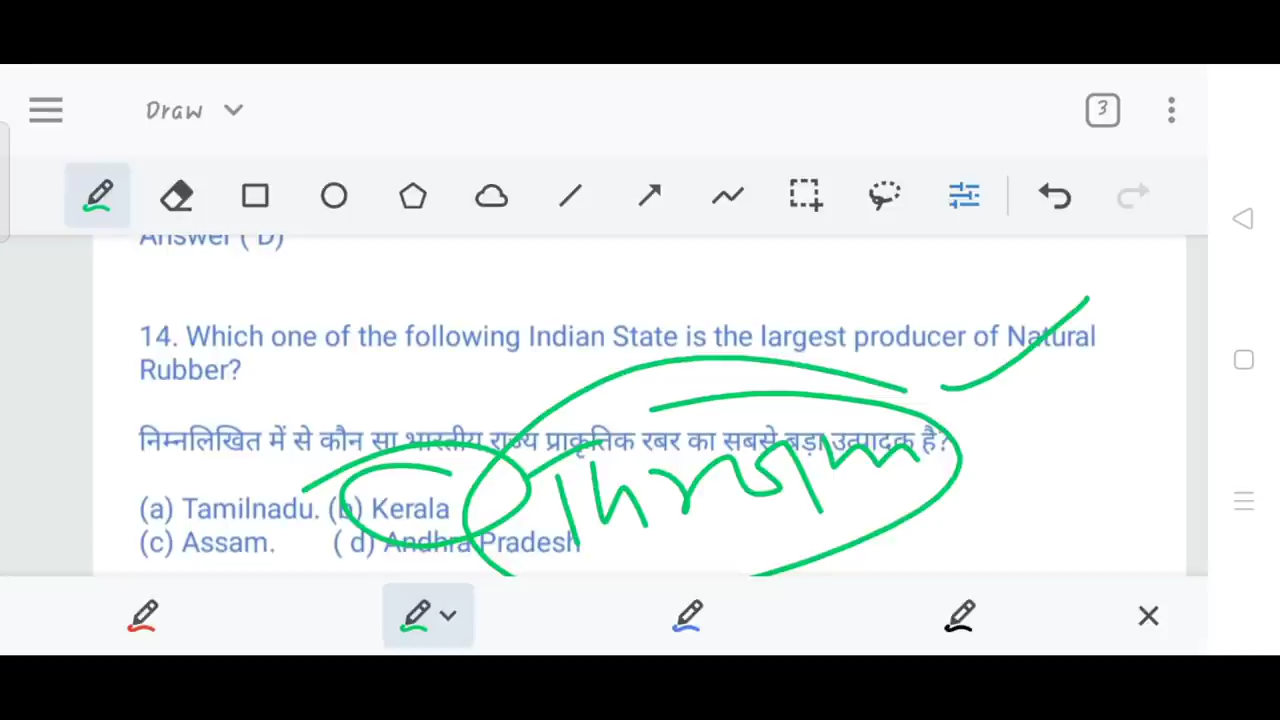 Draw
3
Answer ( D)
14. Which one of the following Indian State is the largest producer of Natural
Rubber?
निम्नलिखित में से कौन सा भारतीय राज्य प्राकृतिक रबर का सबसे बड़ा उत्पादक है?
(a) Tamilnadu. (b) Kerala
(c) Assam. ( d) Andhra Pradesh